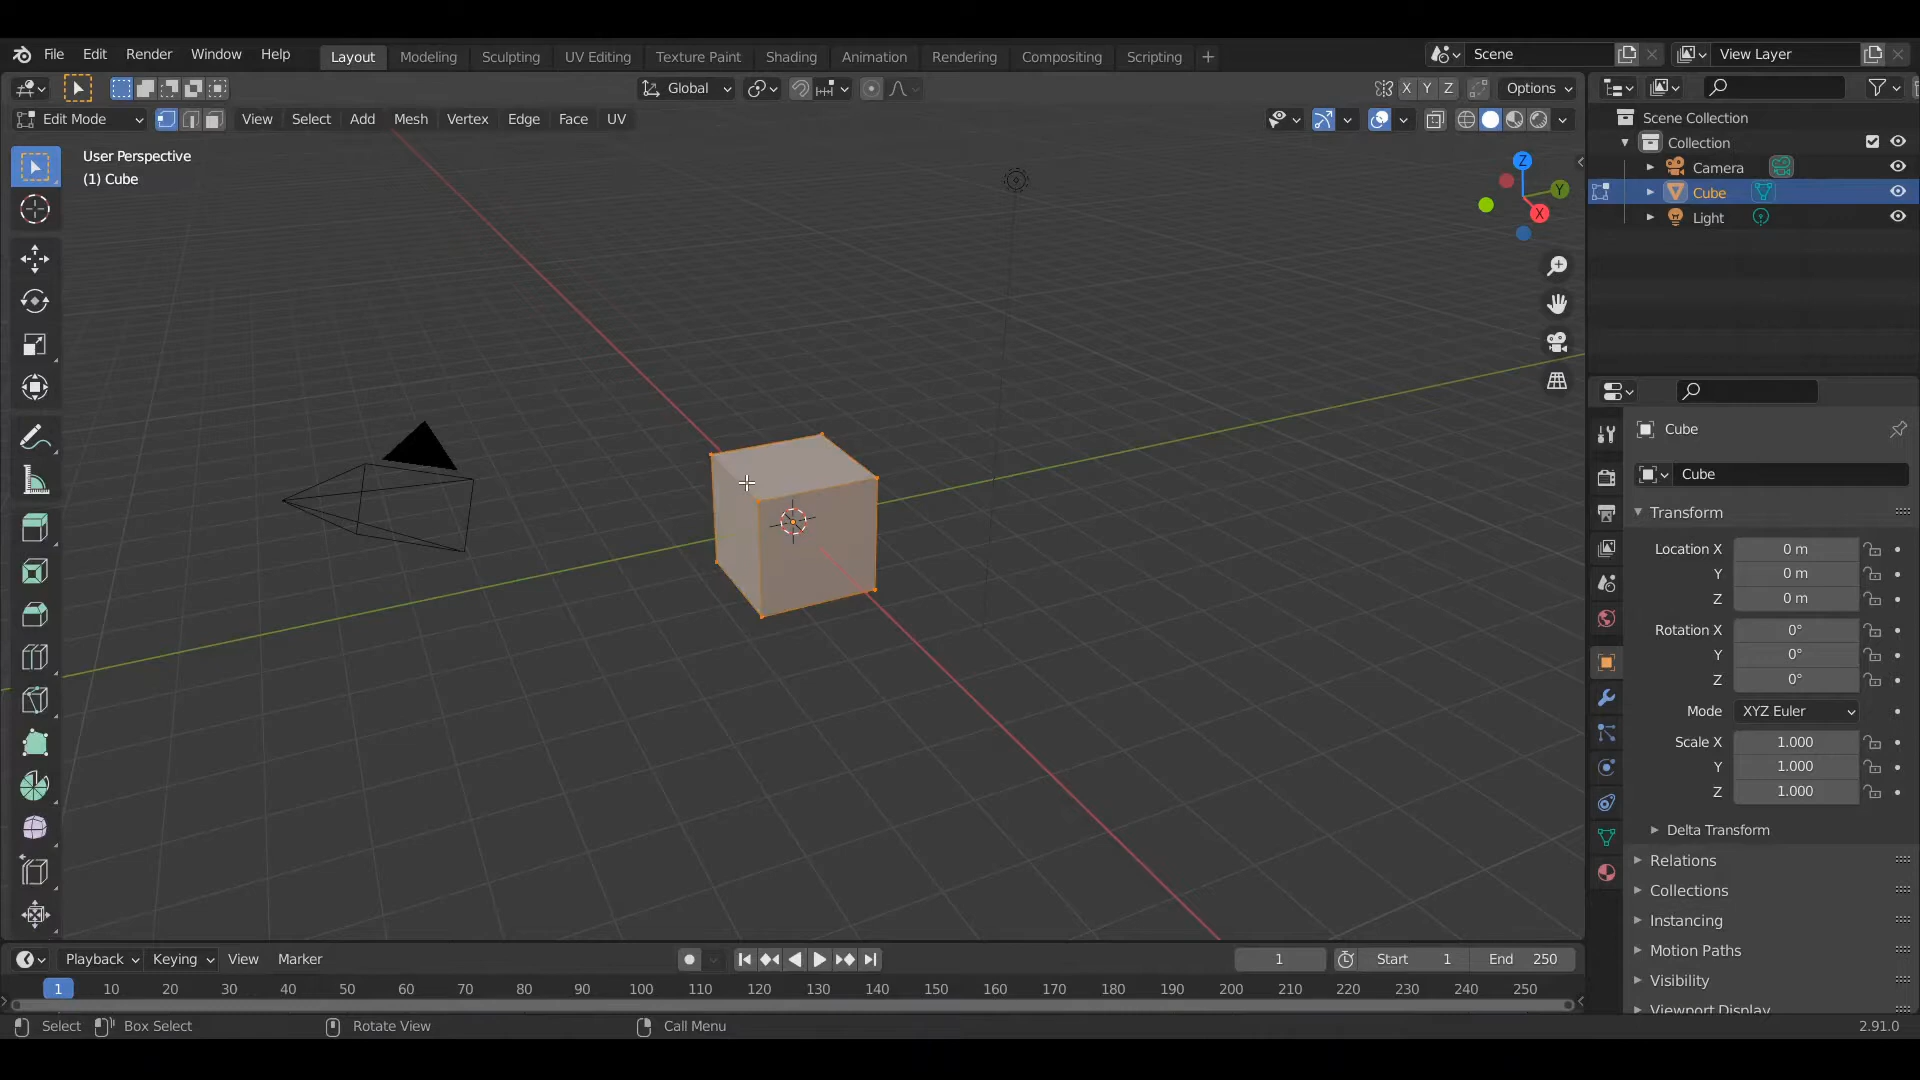 File Edit Render Window Help Layout Modeling Sculpting UV Editing Texture Paint Shading Animation Rendering Compositing Scripting + Scene View Layer
Global X Y Z Options
Edit Mode View Select Add Mesh Vertex Edge Face UV
User Perspective
(1) Cube
Z
Y
X
Scene Collection
Collection
Camera
Cube
Light
Cube
Cube
Transform
Location X 0 m
Y 0 m
Z 0 m
Rotation X 0°
Y 0°
Z 0°
Mode XYZ Euler
Scale X 1.000
Y 1.000
Z 1.000
Delta Transform
Relations
Collections
Instancing
Motion Paths
Visibility
Viewport Display
Playback Keying View Marker 1 Start 1 End 250
1 10 20 30 40 50 60 70 80 90 100 110 120 130 140 150 160 170 180 190 200 210 220 230 240 250
Select Box Select Rotate View Call Menu 2.91.0